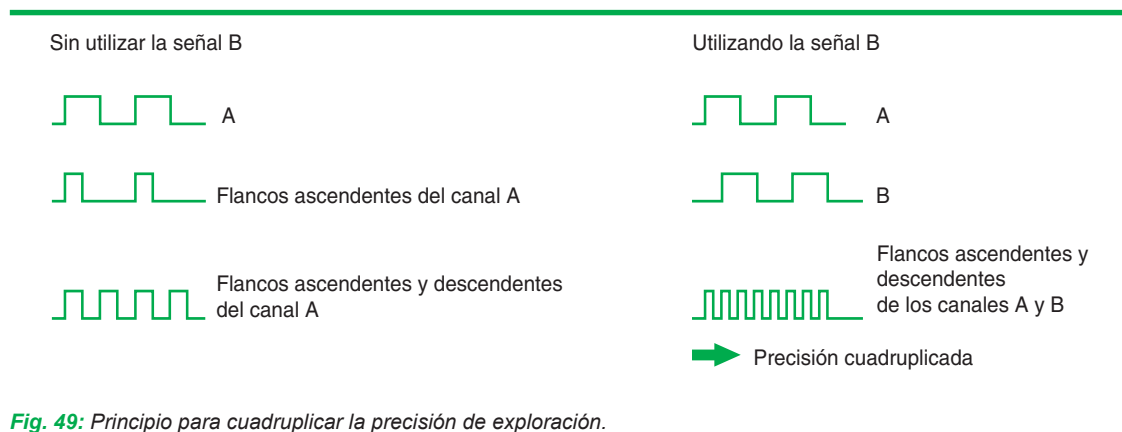 Sin utilizar la señal B
A
Flancos ascendentes del canal A
Flancos ascendentes y descendentes
del canal A
Utilizando la señal B
A
B
Flancos ascendentes y
descendentes
de los canales A y B
Precisión cuadruplicada
Fig. 49: Principio para cuadruplicar la precisión de exploración.